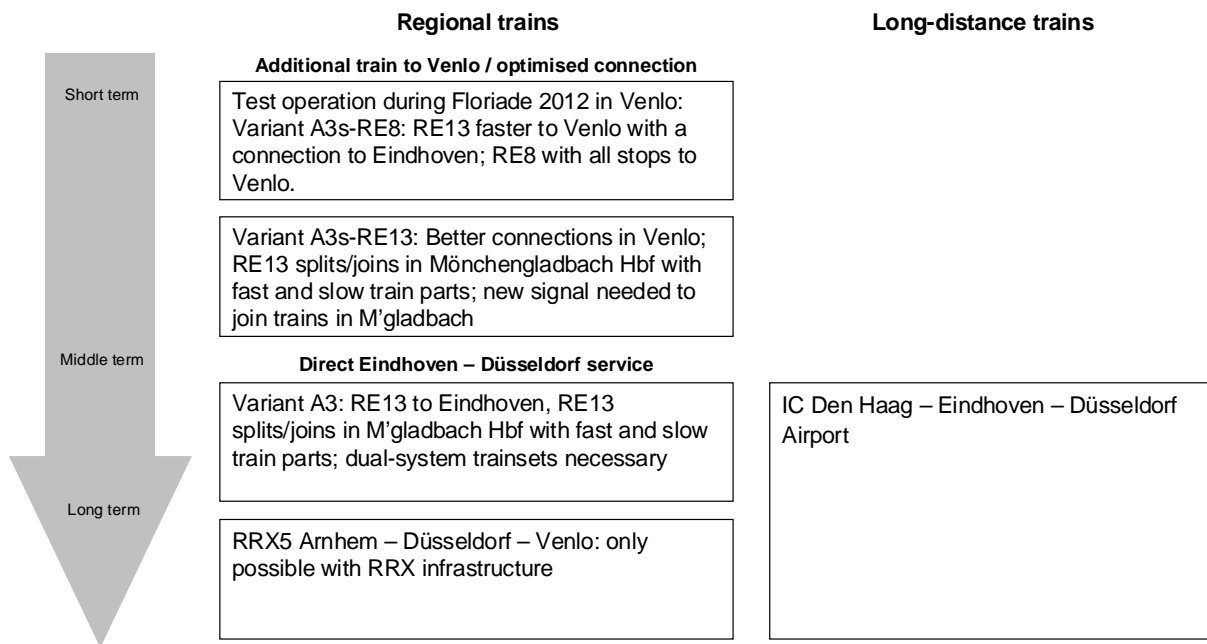 Regional trains
Long-distance trains
Additional train to Venlo / optimised connection
Short term
Test operation during Floriade 2012 in Venlo:
Variant A3s-RE8: RE13 faster to Venlo with a
connection to Eindhoven; RE8 with all stops to
Venlo.
Variant A3s-RE13: Better connections in Venlo;
RE13 splits/joins in Mönchengladbach Hbf with
fast and slow train parts; new signal needed to
join trains in M’gladbach
Middle term
Direct Eindhoven – Düsseldorf service
Variant A3: RE13 to Eindhoven, RE13
splits/joins in M’gladbach Hbf with fast and slow
train parts; dual-system trainsets necessary
IC Den Haag – Eindhoven – Düsseldorf
Airport
Long term
RRX5 Arnhem – Düsseldorf – Venlo: only
possible with RRX infrastructure